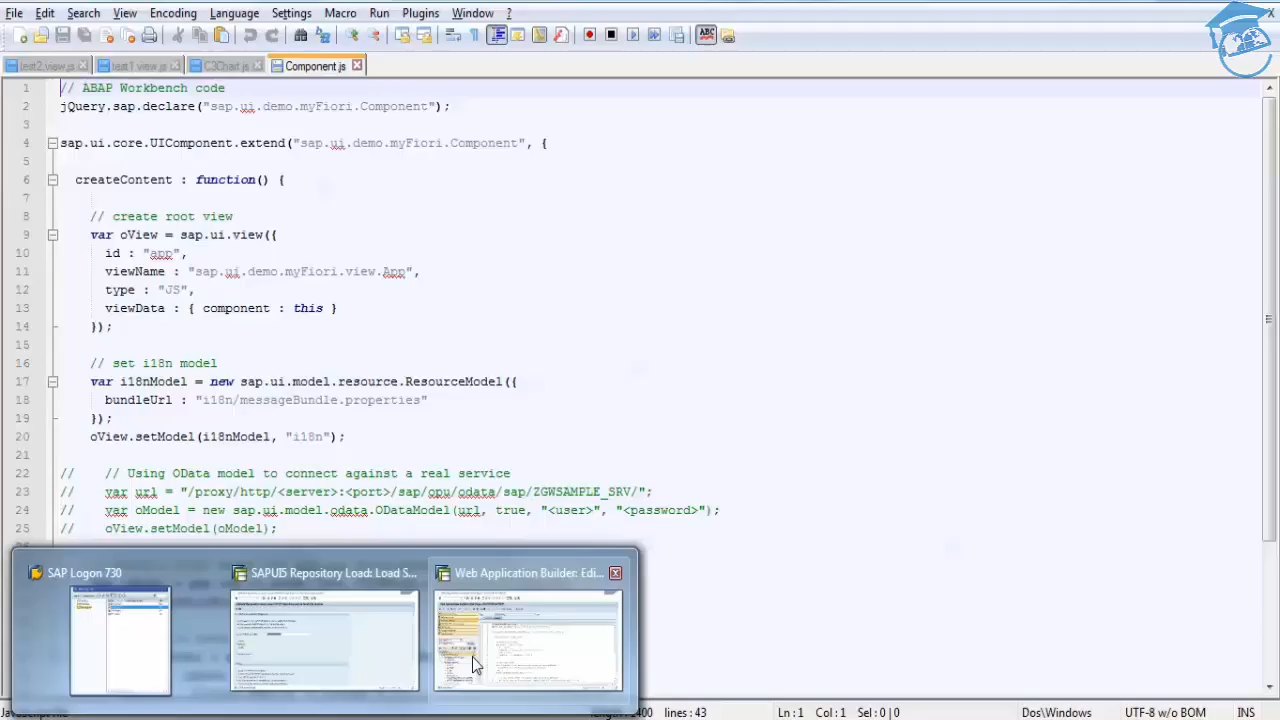 File Edit Search View Encoding Language Settings Macro Run Plugins Window ? X
ABC
test2.view.js test1.view.js C3Chart.js Component.js
1 // ABAP Workbench code
2 jQuery.sap.declare("sap.ui.demo.myFiori.Component");
3
4 sap.ui.core.UIComponent.extend("sap.ui.demo.myFiori.Component", {
5
6 createContent : function() {
7
8 // create root view
9 var oView = sap.ui.view({
10 id : "app",
11 viewName : "sap.ui.demo.myFiori.view.App",
12 type : "JS",
13 viewData : { component : this }
14 });
15
16 // set i18n model
17 var i18nModel = new sap.ui.model.resource.ResourceModel({
18 bundleUrl : "i18n/messageBundle.properties"
19 });
20 oView.setModel(i18nModel, "i18n");
21
22 // // Using OData model to connect against a real service
23 // var url = "/proxy/http/<server>:<port>/sap/opu/odata/sap/ZGWSAMPLE_SRV/";
24 // var oModel = new sap.ui.model.odata.ODataModel(url, true, "<user>", "<password>");
25 // oView.setModel(oModel);
SAP Logon 730 SAPUI5 Repository Load: Load S... Web Application Builder: Edi...
lines : 43 Ln : 1 Col : 1 Sel : 0 | 0 Dos\Windows UTF-8 w/o BOM INS